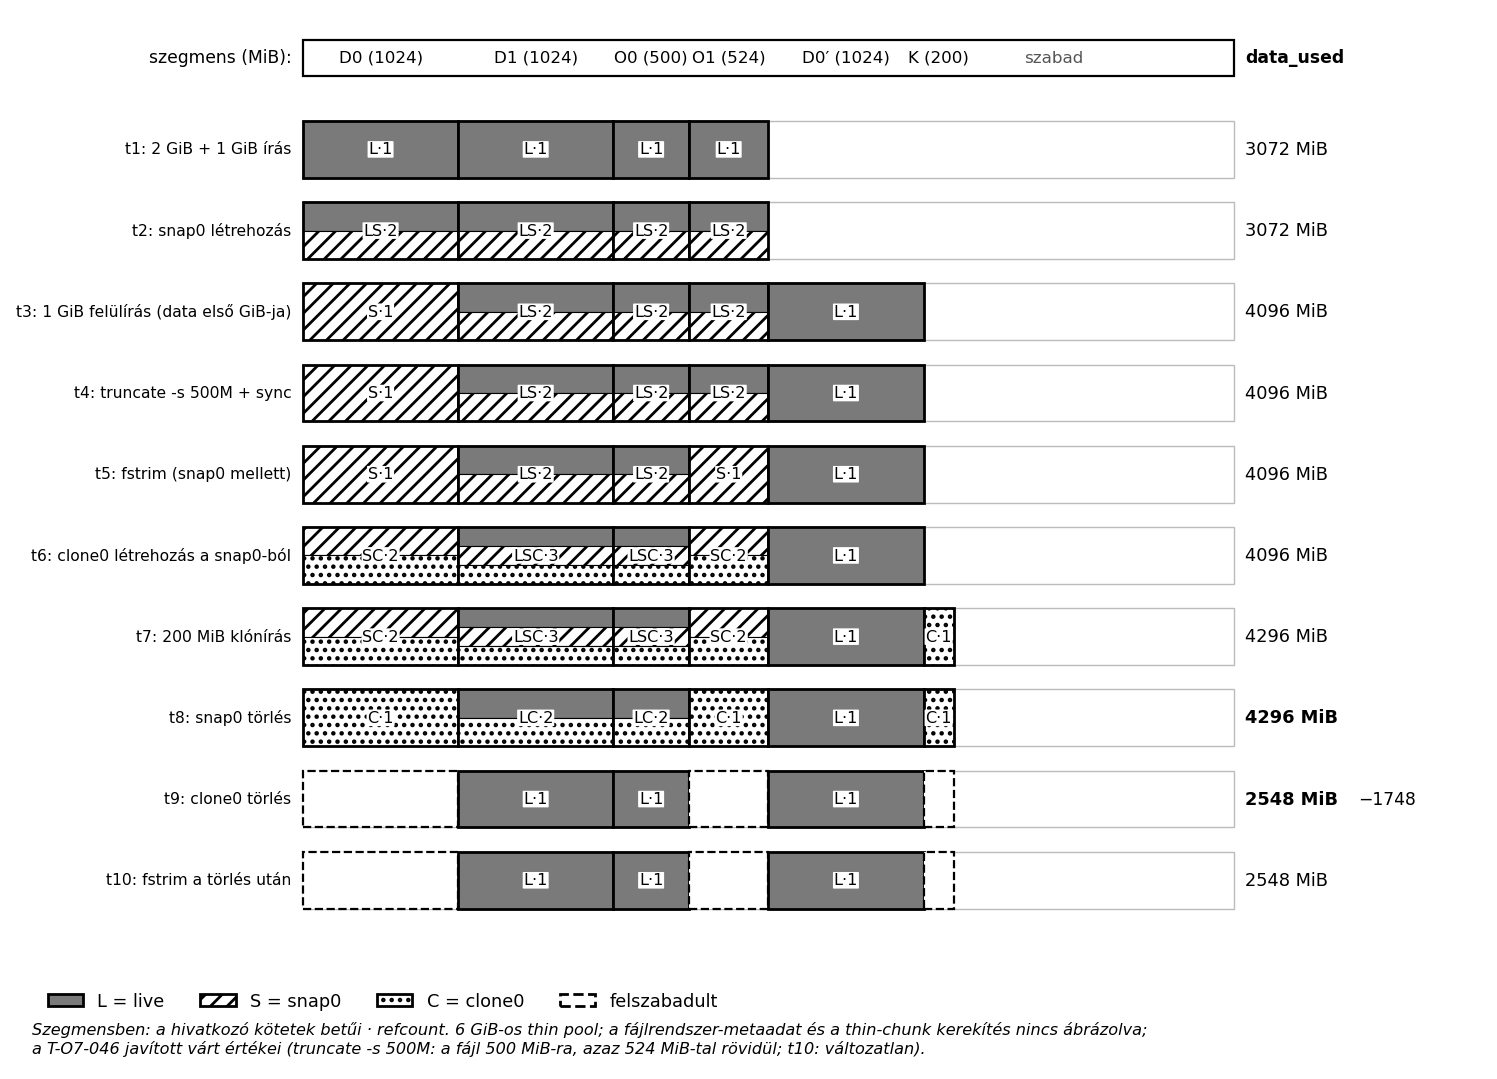 szegmens (MiB): D0 (1024) D1 (1024) O0 (500) O1 (524) D0′ (1024) K (200) szabad data_used
t1: 2 GiB + 1 GiB írás L·1 L·1 L·1 L·1 3072 MiB
t2: snap0 létrehozás LS·2 LS·2 LS·2 LS·2 3072 MiB
t3: 1 GiB felülírás (data első GiB-ja) S·1 LS·2 LS·2 LS·2 L·1 4096 MiB
t4: truncate -s 500M + sync S·1 LS·2 LS·2 LS·2 L·1 4096 MiB
t5: fstrim (snap0 mellett) S·1 LS·2 LS·2 S·1 L·1 4096 MiB
t6: clone0 létrehozás a snap0-ból SC·2 LSC·3 LSC·3 SC·2 L·1 4096 MiB
t7: 200 MiB klónírás SC·2 LSC·3 LSC·3 SC·2 L·1 C·1 4296 MiB
t8: snap0 törlés C·1 LC·2 LC·2 C·1 L·1 C·1 4296 MiB
t9: clone0 törlés L·1 L·1 L·1 2548 MiB −1748
t10: fstrim a törlés után L·1 L·1 L·1 2548 MiB
L = live S = snap0 C = clone0 felszabadult
Szegmensben: a hivatkozó kötetek betűi · refcount. 6 GiB-os thin pool; a fájlrendszer-metaadat és a thin-chunk kerekítés nincs ábrázolva;
a T-O7-046 javított várt értékei (truncate -s 500M: a fájl 500 MiB-ra, azaz 524 MiB-tal rövidül; t10: változatlan).